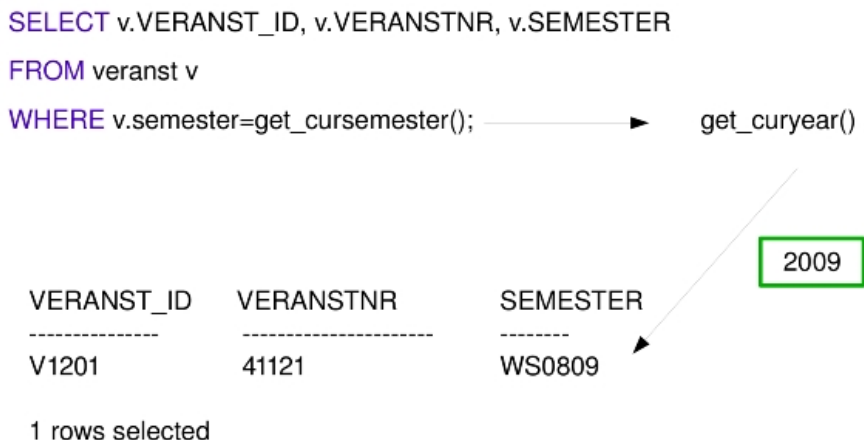 SELECT v.VERANST_ID, v.VERANSTNR, v.SEMESTER
FROM veranst v
WHERE v.semester=get_cursemester(); get_curyear()
2009
VERANST_ID VERANSTNR SEMESTER
--------------- ---------------------- --------
V1201 41121 WS0809
1 rows selected